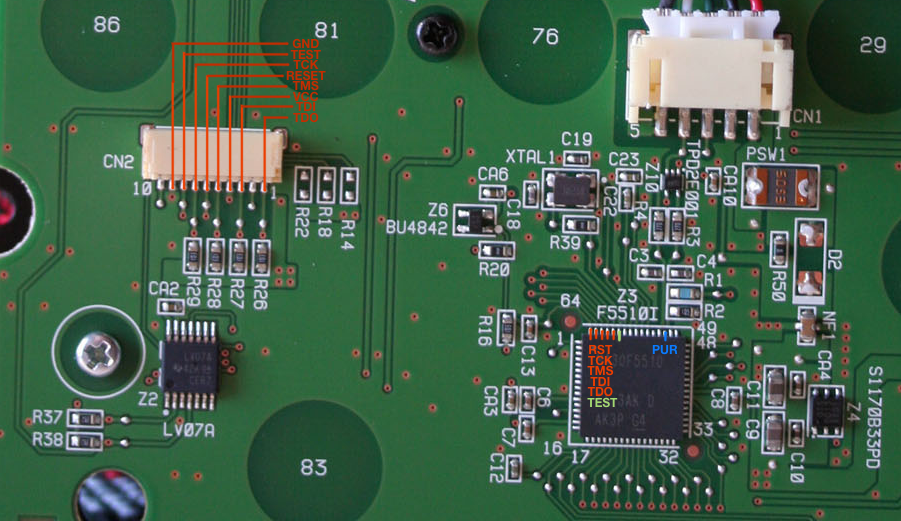 86
81
76
29
GND
TEST
TCK
RESET
TMS
VCC
TDI
TDO
CN2
10
1
R22
R18
R14
R29
R28
R27
R26
CA2
Z2
LV07A
LV07A
R37
R38
83
C19
XTAL1
CA6
C18
C22
C23
Z6
BU4842
R39
R20
R4
Z10
TPD2E001
R3
CA10
PSW1
CN1
5
1
R50
D2
C3
C4
R1
R2
Z3
F5510I
64
49
48
1
16
17
32
33
R16
C13
CA3
C6
C7
C12
RST
TCK
TMS
TDI
TDO
TEST
PUR
NF1
CA4
C8
C11
C9
C10
Z4
S1170B33PD